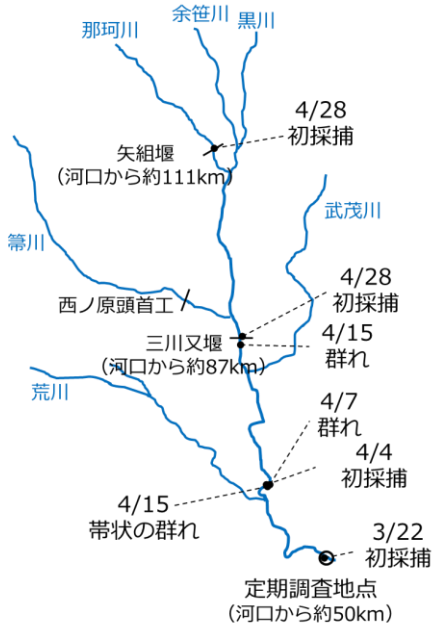 那珂川
余笹川
黒川
4/28
初採捕
矢組堰
（河口から約111km）
武茂川
箒川
西ノ原頭首工
4/28
初採捕
4/15
群れ
三川又堰
（河口から約87km）
荒川
4/7
群れ
4/4
初採捕
4/15
帯状の群れ
3/22
初採捕
定期調査地点
（河口から約50km）